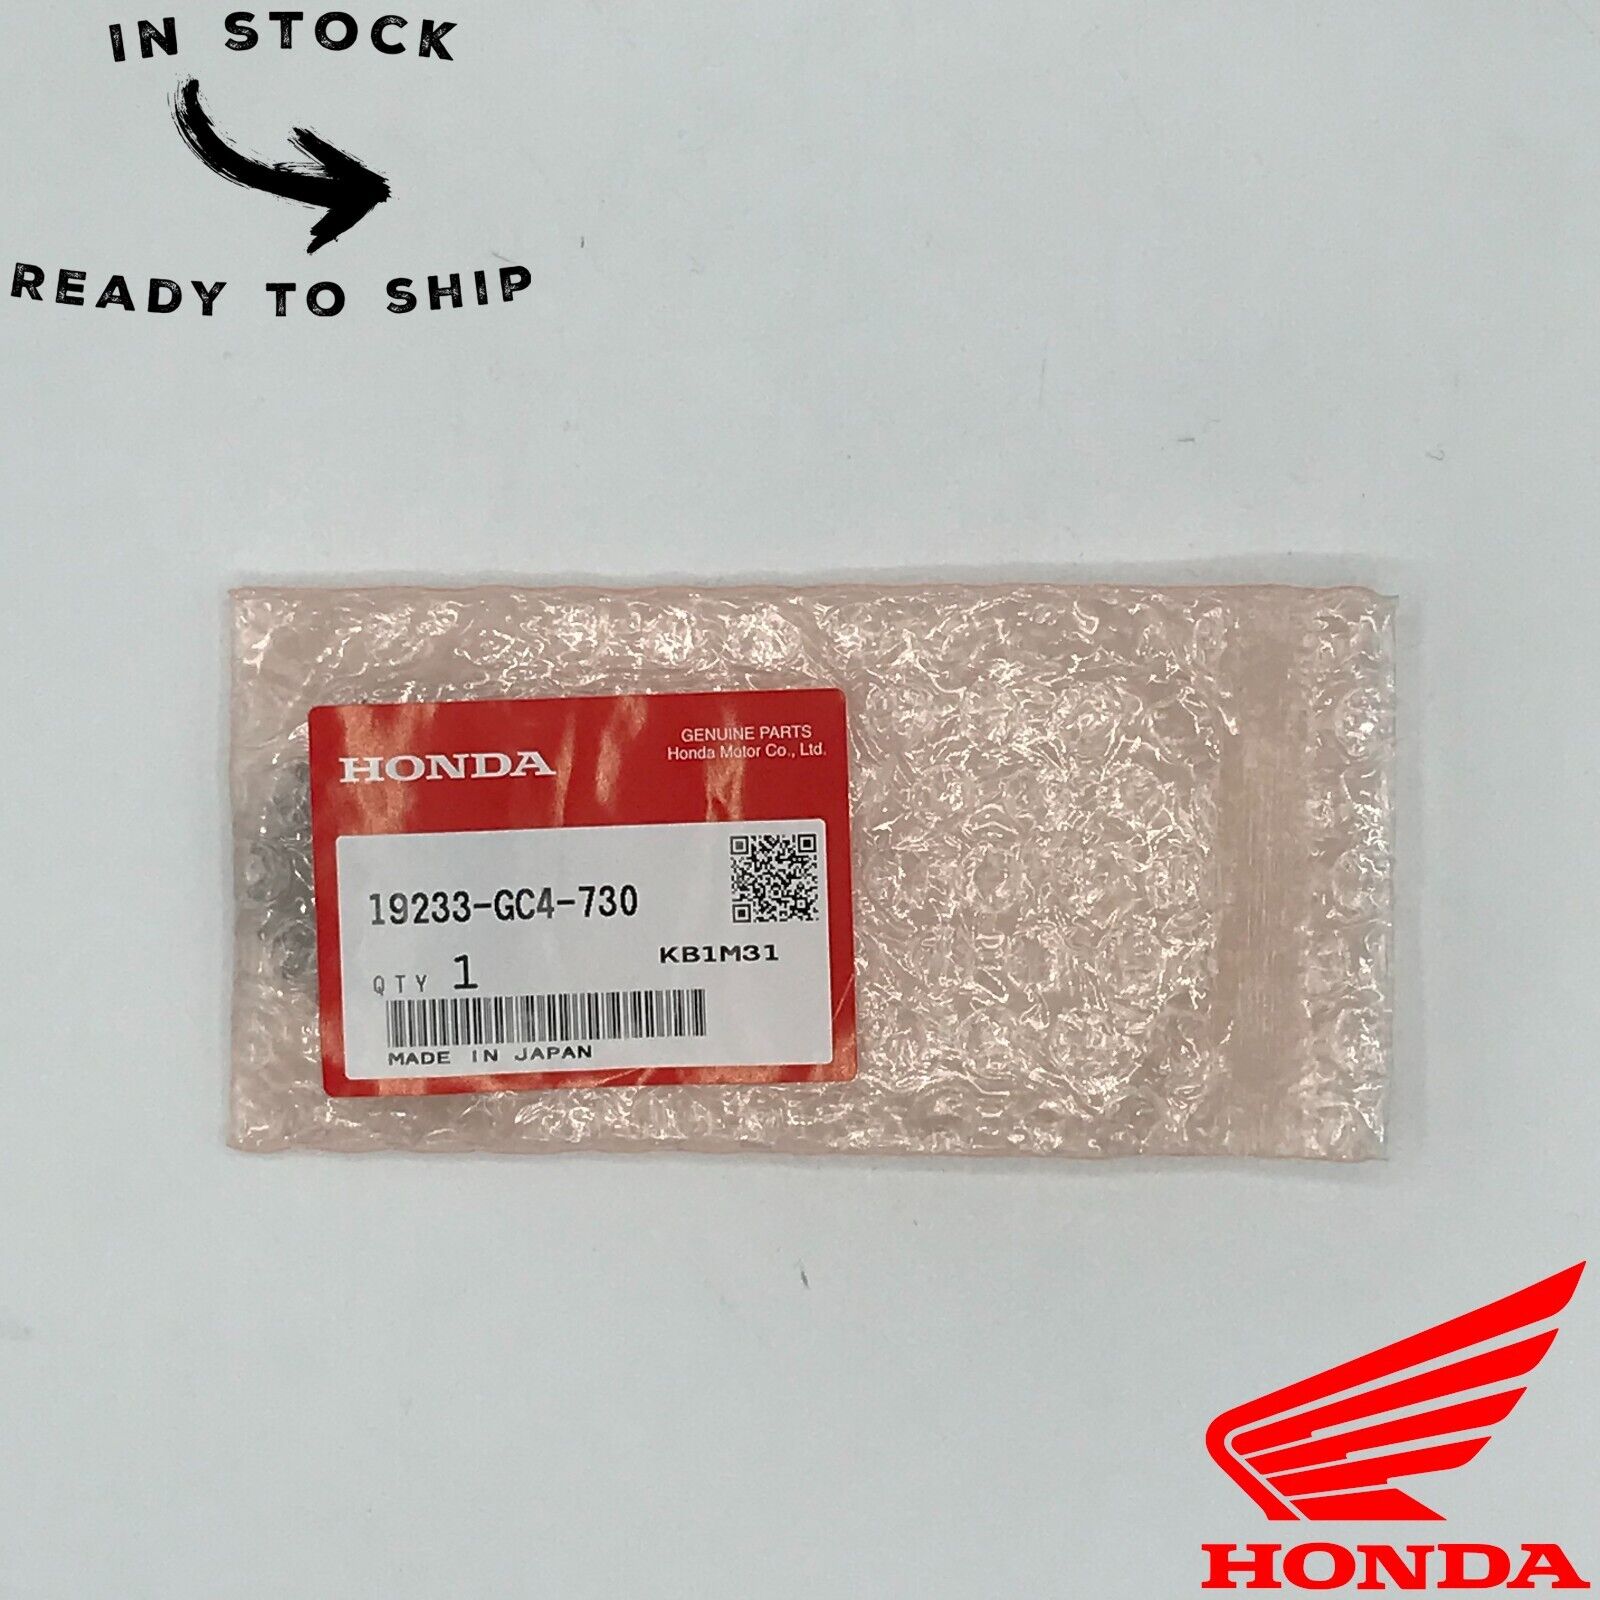 IN STOCK
READY TO SHIP
HONDA
GENUINE PARTS
Honda Motor Co., Ltd.
19233-GC4-730
KB1M31
QTY 1
MADE IN JAPAN
HONDA